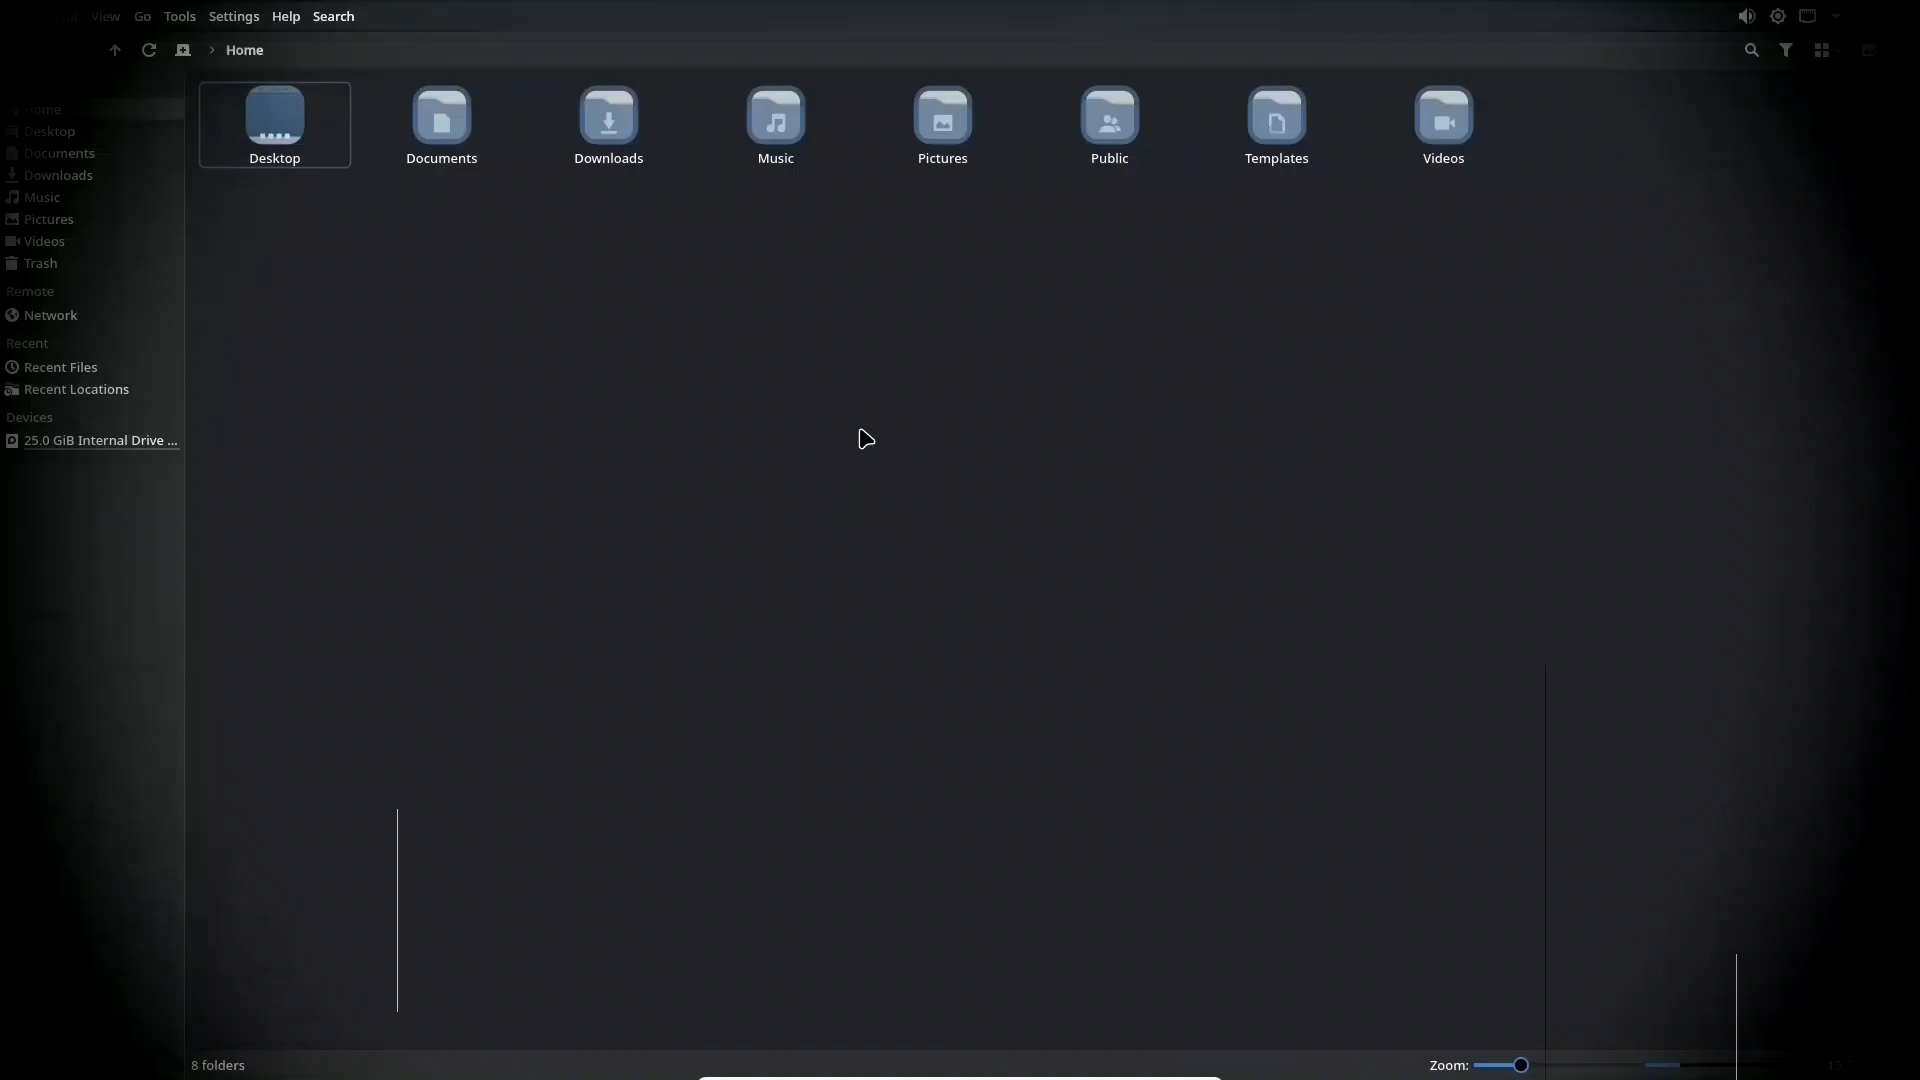 View Go Tools Settings Help Search
Home
Home
Desktop
Documents
Downloads
Music
Pictures
Videos
Trash
Remote
Network
Recent
Recent Files
Recent Locations
Devices
25.0 GiB Internal Drive ...
Desktop Documents Downloads Music Pictures Public Templates Videos
8 folders
Zoom: